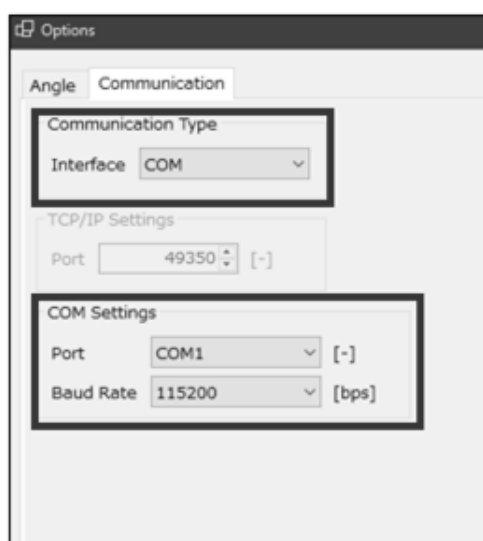 Options
Angle Communication
Communication Type
Interface COM
TCP/IP Settings
Port 49350 [-]
COM Settings
Port COM1 [-]
Baud Rate 115200 [bps]